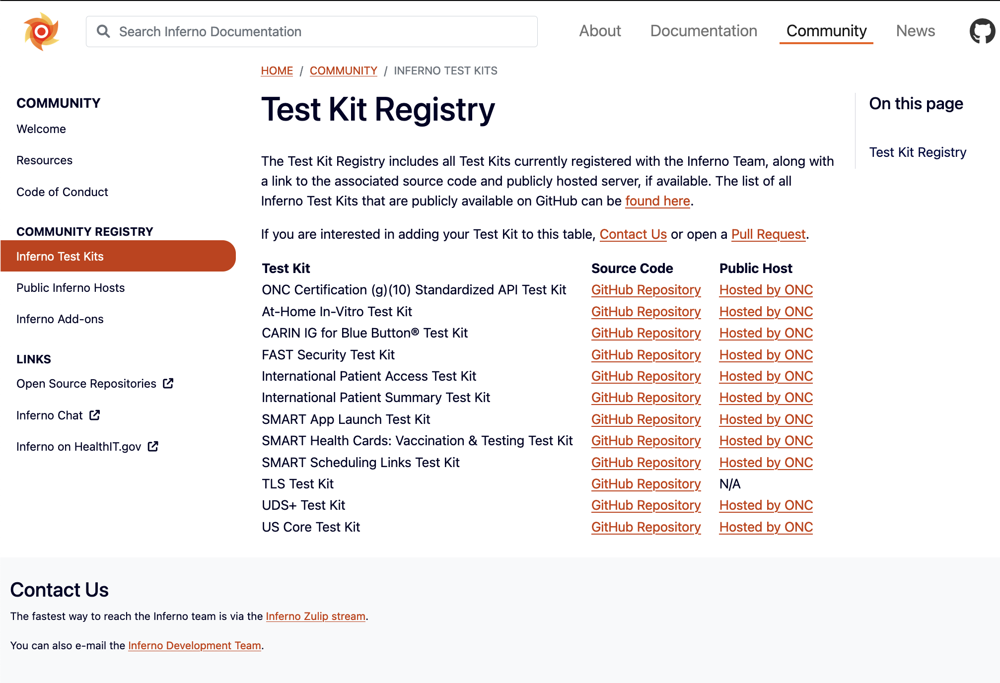 Search Inferno Documentation
About Documentation Community News
HOME / COMMUNITY / INFERNO TEST KITS
COMMUNITY
Welcome
Resources
Code of Conduct
COMMUNITY REGISTRY
Inferno Test Kits
Public Inferno Hosts
Inferno Add-ons
LINKS
Open Source Repositories
Inferno Chat
Inferno on HealthIT.gov
Test Kit Registry
The Test Kit Registry includes all Test Kits currently registered with the Inferno Team, along with
a link to the associated source code and publicly hosted server, if available. The list of all
Inferno Test Kits that are publicly available on GitHub can be found here.
If you are interested in adding your Test Kit to this table, Contact Us or open a Pull Request.
Test Kit Source Code Public Host
ONC Certification (g)(10) Standardized API Test Kit GitHub Repository Hosted by ONC
At-Home In-Vitro Test Kit GitHub Repository Hosted by ONC
CARIN IG for Blue Button® Test Kit GitHub Repository Hosted by ONC
FAST Security Test Kit GitHub Repository Hosted by ONC
International Patient Access Test Kit GitHub Repository Hosted by ONC
International Patient Summary Test Kit GitHub Repository Hosted by ONC
SMART App Launch Test Kit GitHub Repository Hosted by ONC
SMART Health Cards: Vaccination & Testing Test Kit GitHub Repository Hosted by ONC
SMART Scheduling Links Test Kit GitHub Repository Hosted by ONC
TLS Test Kit GitHub Repository N/A
UDS+ Test Kit GitHub Repository Hosted by ONC
US Core Test Kit GitHub Repository Hosted by ONC
On this page
Test Kit Registry
Contact Us
The fastest way to reach the Inferno team is via the Inferno Zulip stream.
You can also e-mail the Inferno Development Team.